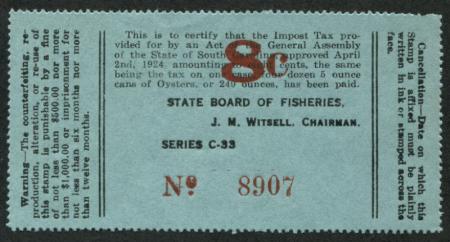 Warning—The counterfeiting, re-
production, alteration, or re-use of
this stamp is punishable by a fine
of not less than $500.00 nor more
than $1,000.00 or imprisonment for
not less than six months nor more
than twelve months.
This is to certify that the Impost Tax pro-
vided for by an Act General Assembly
of the State of South approved April
2nd, 1924, amounting cents, the same
being the tax on one case four dozen 5 ounce
cans of Oysters, or 240 ounces, has been paid.
8c
STATE BOARD OF FISHERIES,
J. M. WITSELL, CHAIRMAN.
SERIES C-33
No 8907
Cancellation—Date on which this
Stamp is affixed must be plainly
written in ink or stamped across the
face.